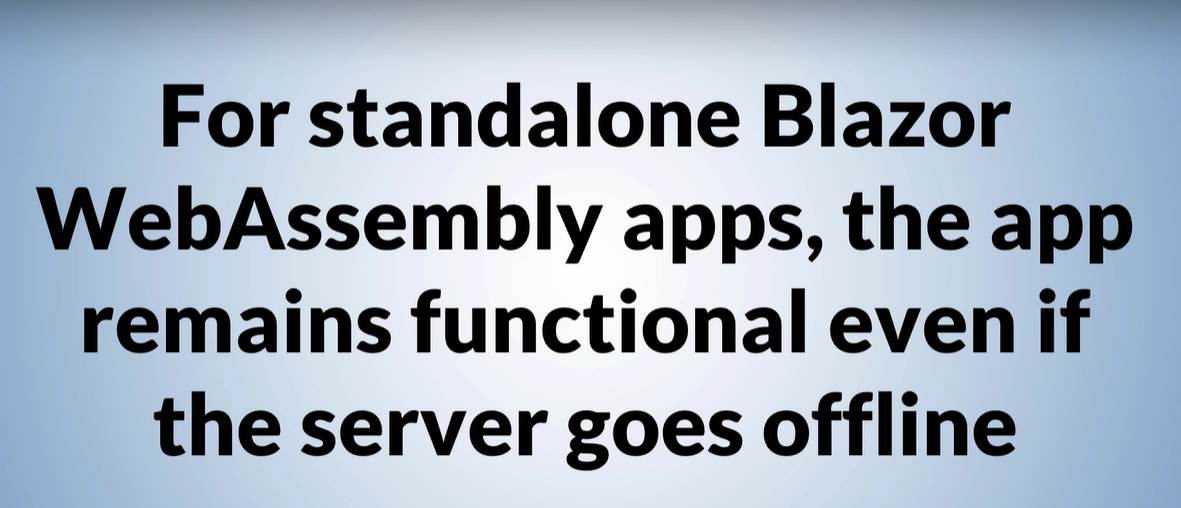 For standalone Blazor
WebAssembly apps, the app
remains functional even if
the server goes offline